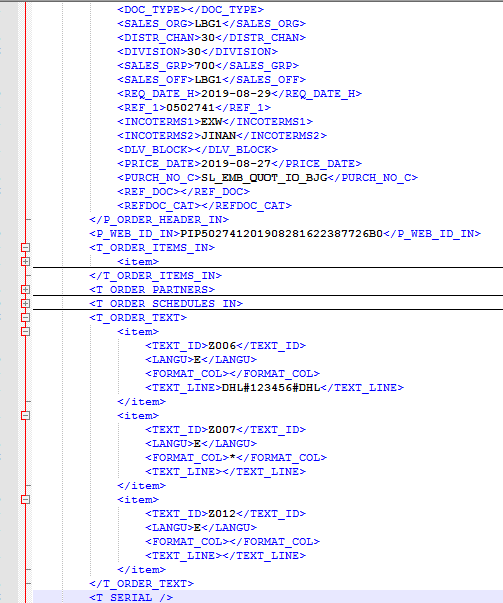 <DOC_TYPE></DOC_TYPE>
<SALES_ORG>LBG1</SALES_ORG>
<DISTR_CHAN>30</DISTR_CHAN>
<DIVISION>30</DIVISION>
<SALES_GRP>700</SALES_GRP>
<SALES_OFF>LBG1</SALES_OFF>
<REQ_DATE_H>2019-08-29</REQ_DATE_H>
<REF_1>0502741</REF_1>
<INCOTERMS1>EXW</INCOTERMS1>
<INCOTERMS2>JINAN</INCOTERMS2>
<DLV_BLOCK></DLV_BLOCK>
<PRICE_DATE>2019-08-27</PRICE_DATE>
<PURCH_NO_C>SL_EMB_QUOT_IO_BJG</PURCH_NO_C>
<REF_DOC></REF_DOC>
<REFDOC_CAT></REFDOC_CAT>
</P_ORDER_HEADER_IN>
<P_WEB_ID_IN>PIP5027412019082816223877​26B0</P_WEB_ID_IN>
<T_ORDER_ITEMS_IN>
<item>
</T_ORDER_ITEMS_IN>
<T_ORDER_PARTNERS>
<T_ORDER_SCHEDULES_IN>
<T_ORDER_TEXT>
<item>
<TEXT_ID>Z006</TEXT_ID>
<LANGU>E</LANGU>
<FORMAT_COL></FORMAT_COL>
<TEXT_LINE>DHL#123456#DHL</TEXT_LINE>
</item>
<item>
<TEXT_ID>Z007</TEXT_ID>
<LANGU>E</LANGU>
<FORMAT_COL>*</FORMAT_COL>
<TEXT_LINE></TEXT_LINE>
</item>
<item>
<TEXT_ID>Z012</TEXT_ID>
<LANGU>E</LANGU>
<FORMAT_COL></FORMAT_COL>
<TEXT_LINE></TEXT_LINE>
</item>
</T_ORDER_TEXT>
<T_SERIAL />